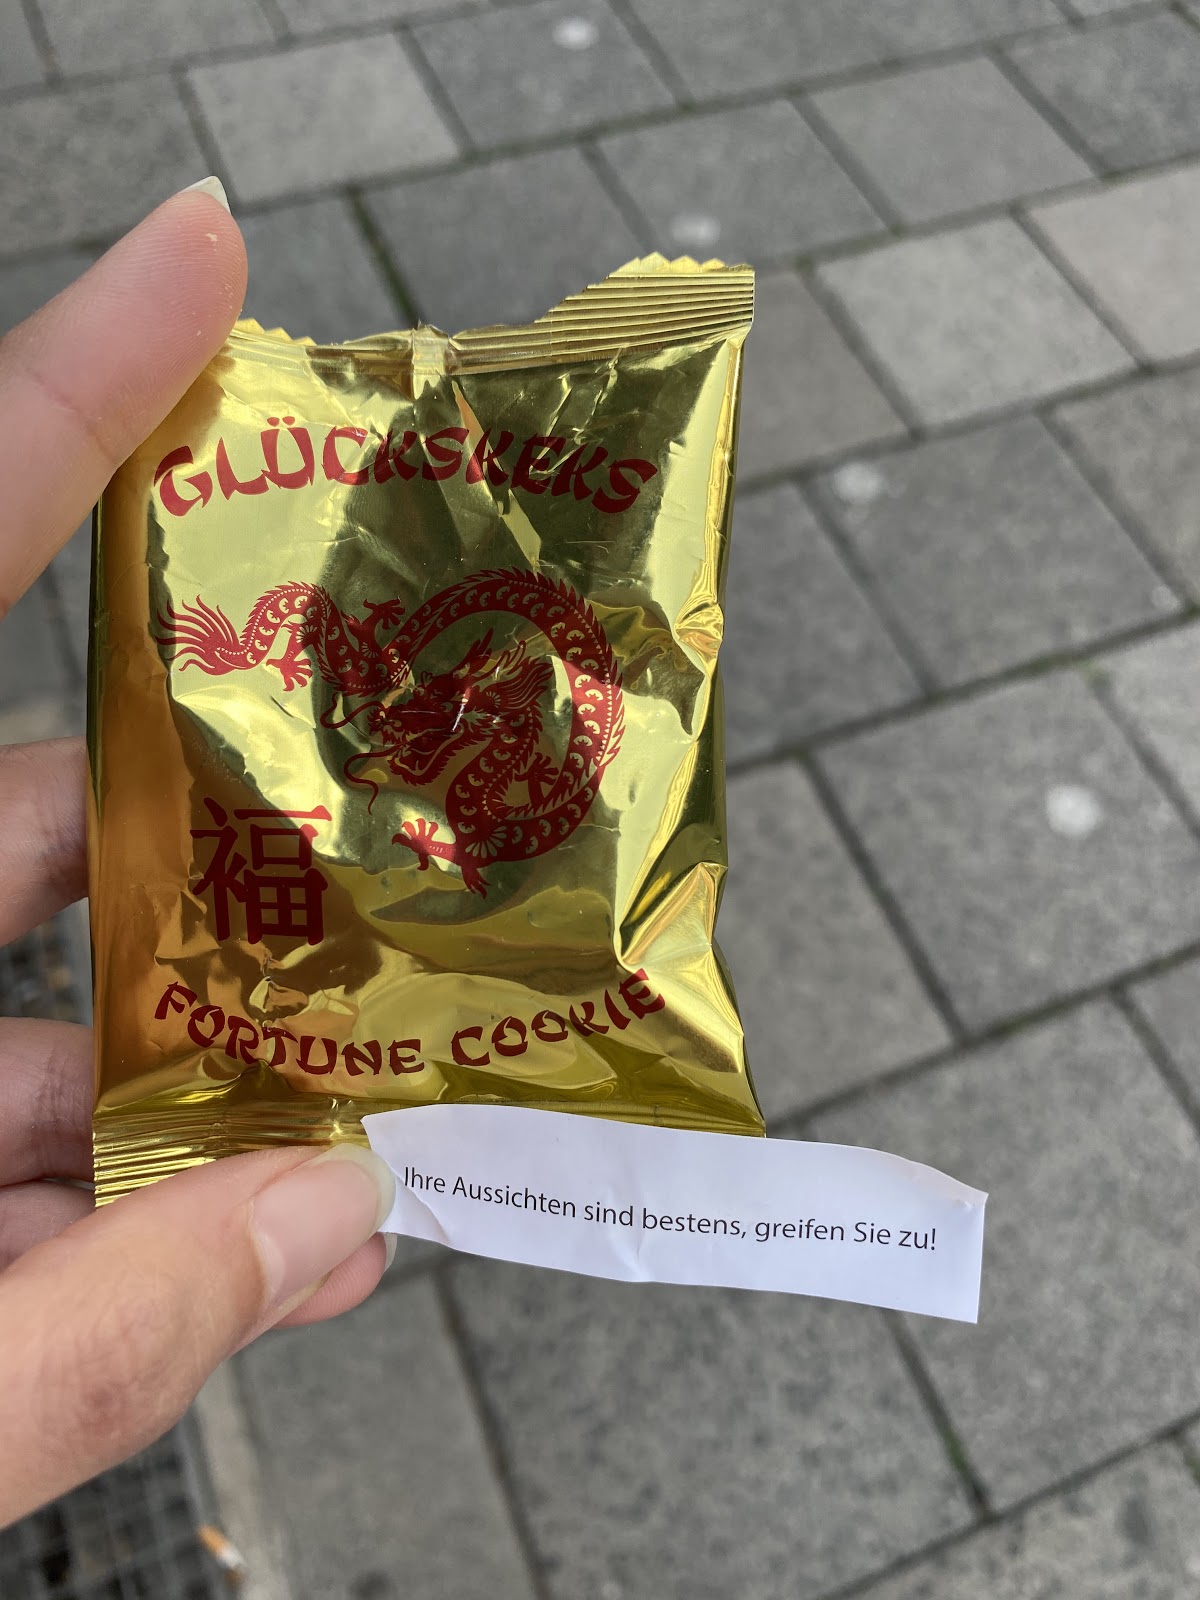 GLÜCKSKEKS
福
FORTUNE COOKIE
Ihre Aussichten sind bestens, greifen Sie zu!